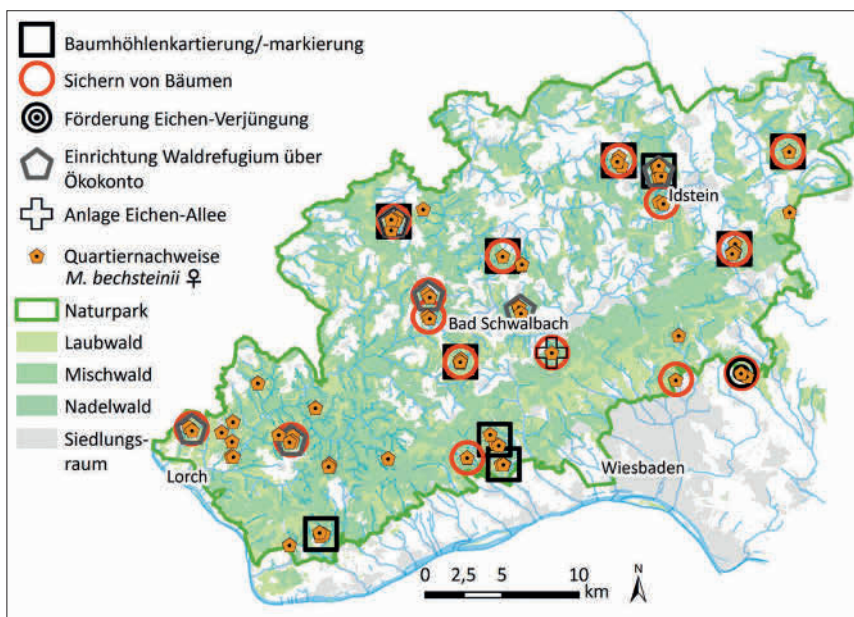 Baumhöhlenkartierung/-markierung
Sichern von Bäumen
Förderung Eichen-Verjüngung
Einrichtung Waldrefugium über
Ökokonto
Anlage Eichen-Allee
Quartiernachweise
M. bechsteinii ♀
Naturpark
Laubwald
Mischwald
Nadelwald
Siedlungs-
raum
Idstein
Bad Schwalbach
Lorch
Wiesbaden
0 2,5 5 10
km
N